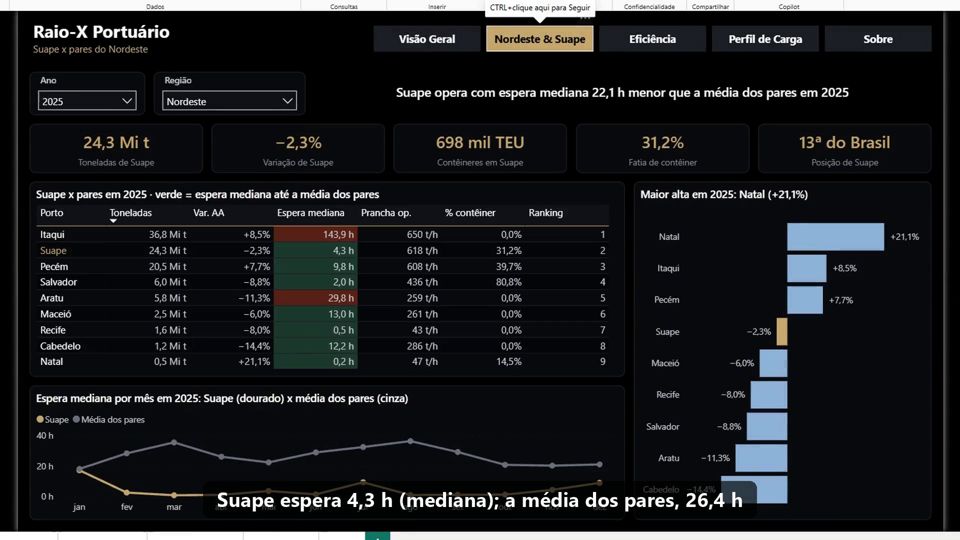 Dados Consultas Inserir Confidencialidade Compartilhar Copilot
CTRL+clique aqui para Seguir
Raio-X Portuário
Suape x pares do Nordeste
Visão Geral
Nordeste & Suape
Eficiência
Perfil de Carga
Sobre
Ano
2025
Região
Nordeste
Suape opera com espera mediana 22,1 h menor que a média dos pares em 2025
24,3 Mi t
Toneladas de Suape
−2,3%
Variação de Suape
698 mil TEU
Contêineres em Suape
31,2%
Fatia de contêiner
13ª do Brasil
Posição de Suape
Suape x pares em 2025 · verde = espera mediana até a média dos pares
Porto Toneladas Var. AA Espera mediana Prancha op. % contêiner Ranking
Itaqui 36,8 Mi t +8,5% 143,9 h 650 t/h 0,0% 1
Suape 24,3 Mi t −2,3% 4,3 h 618 t/h 31,2% 2
Pecém 20,5 Mi t +7,7% 9,8 h 608 t/h 39,7% 3
Salvador 6,0 Mi t −8,8% 2,0 h 436 t/h 80,8% 4
Aratu 5,8 Mi t −11,3% 29,8 h 259 t/h 0,0% 5
Maceió 2,5 Mi t −6,0% 13,0 h 261 t/h 0,0% 6
Recife 1,6 Mi t −8,0% 0,5 h 43 t/h 0,0% 7
Cabedelo 1,2 Mi t −14,4% 12,2 h 286 t/h 0,0% 8
Natal 0,5 Mi t +21,1% 0,2 h 47 t/h 14,5% 9
Maior alta em 2025: Natal (+21,1%)
Natal +21,1%
Itaqui +8,5%
Pecém +7,7%
Suape −2,3%
Maceió −6,0%
Recife −8,0%
Salvador −8,8%
Aratu −11,3%
Cabedelo −14,4%
Espera mediana por mês em 2025: Suape (dourado) x média dos pares (cinza)
Suape Média dos pares
40 h
20 h
0 h
jan fev mar
Suape espera 4,3 h (mediana); a média dos pares, 26,4 h